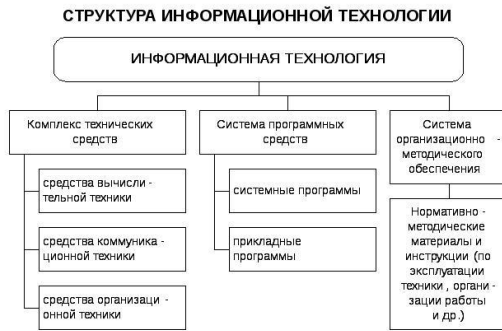 СТРУКТУРА ИНФОРМАЦИОННОЙ ТЕХНОЛОГИИ
ИНФОРМАЦИОННАЯ ТЕХНОЛОГИЯ
Комплекс технических
средств
средства вычисли -
тельной техники
средства коммуника -
ционной техники
средства организаци -
онной техники
Система программных
средств
системные программы
прикладные
программы
Система
организационно -
методического
обеспечения
Нормативно -
методические
материалы и
инструкции (по
эксплуатации
техники , органи -
зации работы
и др.)